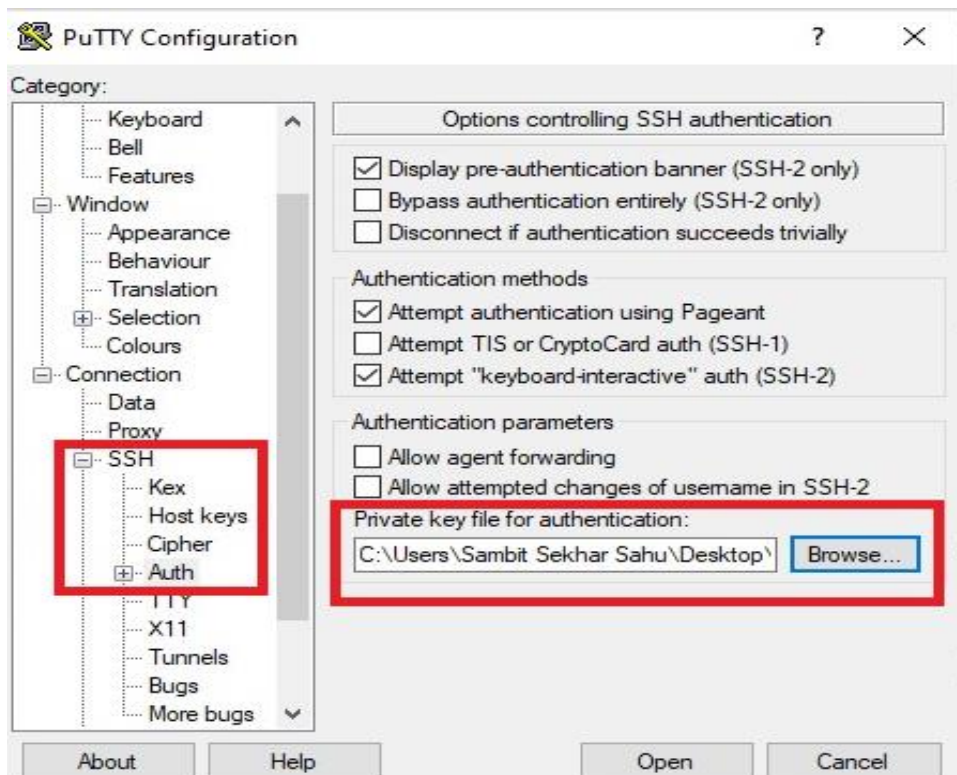 PuTTY Configuration
?
Category:
Keyboard
Bell
Features
Window
Appearance
Behaviour
Translation
Selection
Colours
Connection
Data
Proxy
SSH
Kex
Host keys
Cipher
Auth
TTY
X11
Tunnels
Bugs
More bugs
Options controlling SSH authentication
Display pre-authentication banner (SSH-2 only)
Bypass authentication entirely (SSH-2 only)
Disconnect if authentication succeeds trivially
Authentication methods
Attempt authentication using Pageant
Attempt TIS or CryptoCard auth (SSH-1)
Attempt "keyboard-interactive" auth (SSH-2)
Authentication parameters
Allow agent forwarding
Allow attempted changes of username in SSH-2
Private key file for authentication:
C:\Users\Sambit Sekhar Sahu\Desktop\
Browse...
About
Help
Open
Cancel